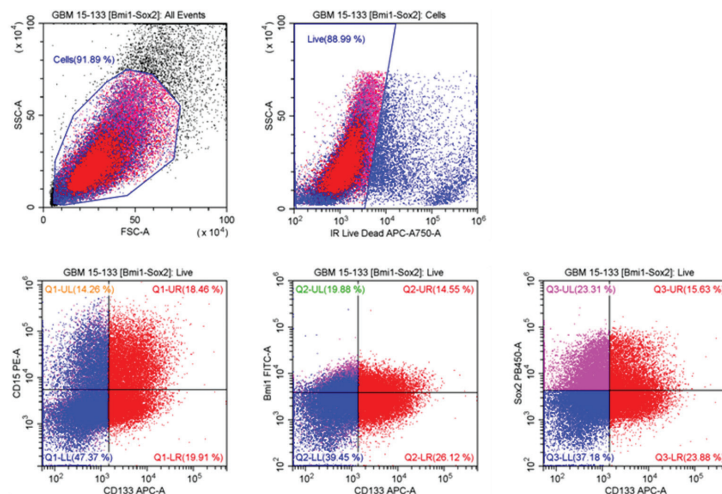 GBM 15-133 [Bmi1-Sox2]: All Events
Cells(91.89 %)
(x 10⁴)
SSC-A
100
50
0
0
50
100
FSC-A
(x 10⁴)
GBM 15-133 [Bmi1-Sox2]: Cells
Live(88.99 %)
(x 10⁴)
SSC-A
100
50
0
10² 10³ 10⁴ 10⁵ 10⁶
IR Live Dead APC-A750-A
GBM 15-133 [Bmi1-Sox2]: Live
Q1-UL(14.26 %)
Q1-UR(18.46 %)
CD15 PE-A
10⁶
10⁵
10⁴
10³
Q1-LL(47.37 %)
Q1-LR(19.91 %)
10² 10³ 10⁴ 10⁵
CD133 APC-A
GBM 15-133 [Bmi1-Sox2]: Live
Q2-UL(19.88 %)
Q2-UR(14.55 %)
Bmi1 FITC-A
10⁶
10⁵
10⁴
10³
10²
Q2-LL(39.45 %)
Q2-LR(26.12 %)
10² 10³ 10⁴ 10⁵
CD133 APC-A
GBM 15-133 [Bmi1-Sox2]: Live
Q3-UL(23.31 %)
Q3-UR(15.63 %)
Sox2 PB450-A
10⁶
10⁵
10⁴
10³
10²
Q3-LL(37.18 %)
Q3-LR(23.88 %)
10² 10³ 10⁴ 10⁵
CD133 APC-A